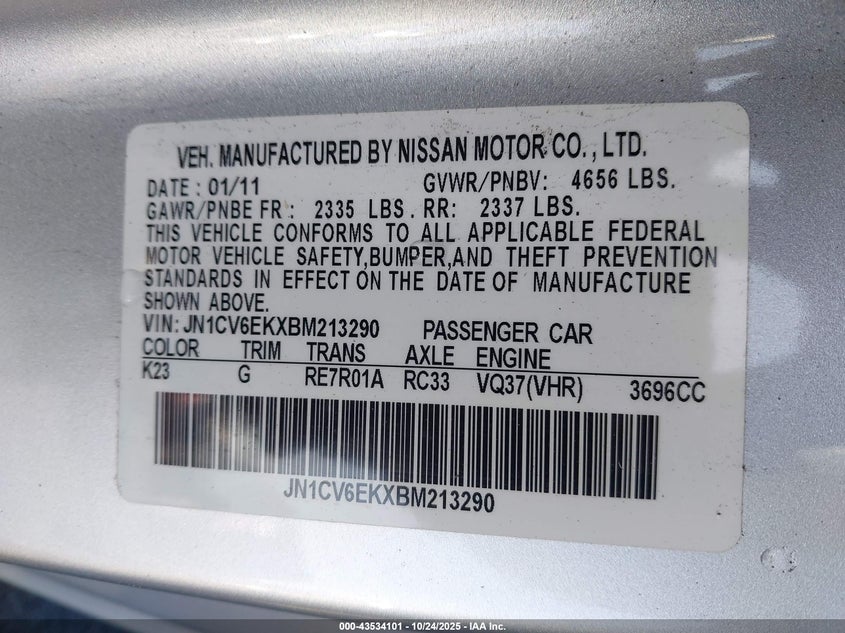 VEH. MANUFACTURED BY NISSAN MOTOR CO., LTD.
DATE : 01/11 GVWR/PNBV: 4656 LBS.
GAWR/PNBE FR : 2335 LBS. RR: 2337 LBS.
THIS VEHICLE CONFORMS TO ALL APPLICABLE FEDERAL
MOTOR VEHICLE SAFETY,BUMPER,AND THEFT PREVENTION
STANDARDS IN EFFECT ON THE DATE OF MANUFACTURE
SHOWN ABOVE.
VIN: JN1CV6EKXBM213290 PASSENGER CAR
COLOR TRIM TRANS AXLE ENGINE
K23 G RE7R01A RC33 VQ37(VHR) 3696CC
JN1CV6EKXBM213290
000-43534101 - 10/24/2025 - IAA Inc.